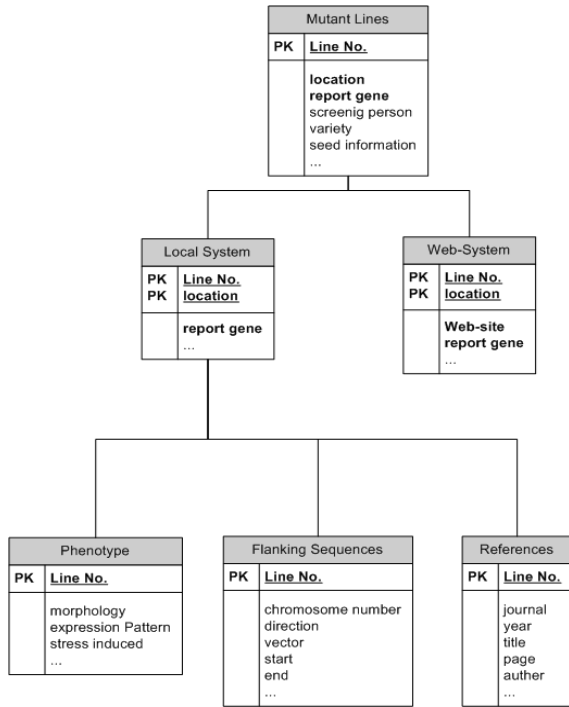 Mutant Lines
PK Line No.
location
report gene
screenig person
variety
seed information
...
Local System
PK Line No.
PK location
report gene
...
Web-System
PK Line No.
PK location
Web-site
report gene
...
Phenotype
PK Line No.
morphology
expression Pattern
stress induced
...
Flanking Sequences
PK Line No.
chromosome number
direction
vector
start
end
...
References
PK Line No.
journal
year
title
page
auther
...